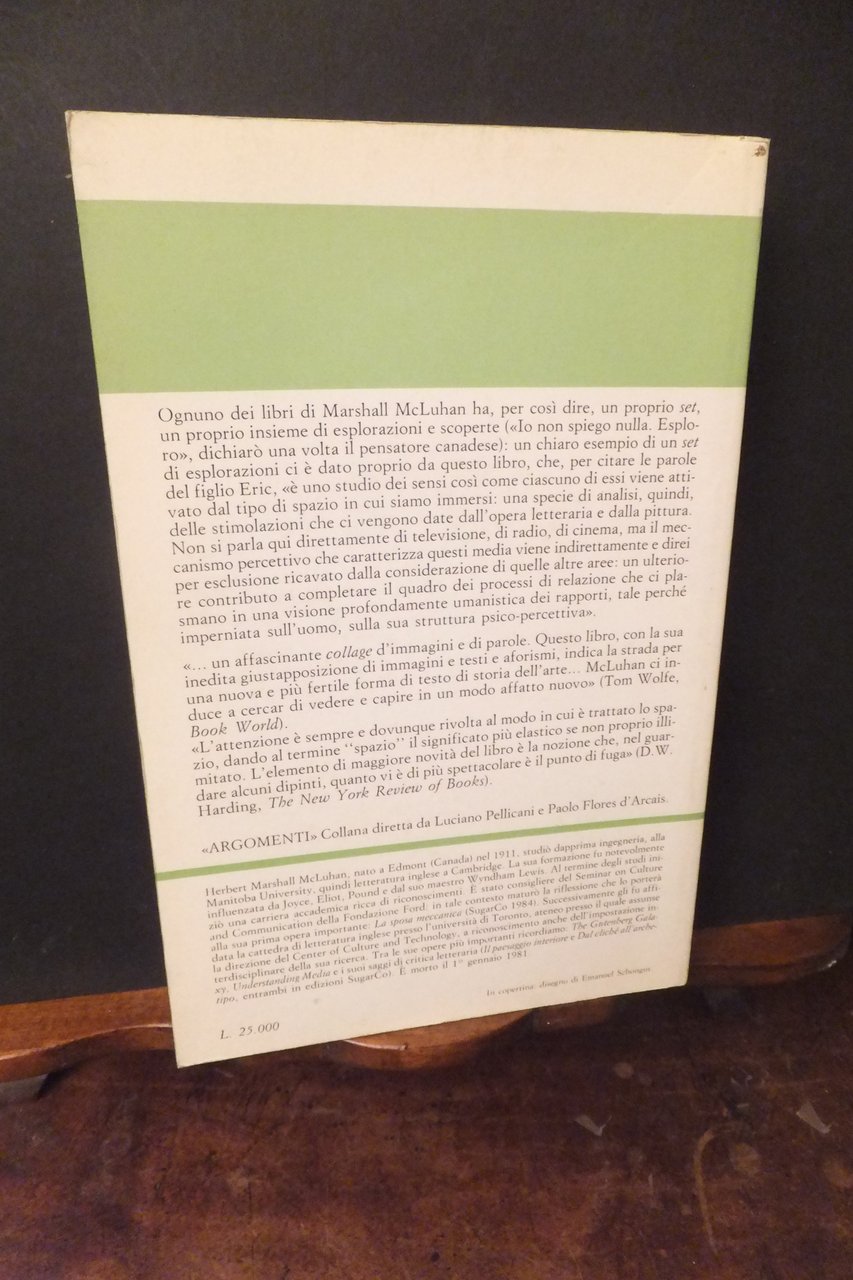 Ognuno dei libri di Marshall McLuhan ha, per così dire, un proprio set,
un proprio insieme di esplorazioni e scoperte («Io non spiego nulla. Esplo-
ro», dichiarò una volta il pensatore canadese): un chiaro esempio di un set
di esplorazioni ci è dato proprio da questo libro, che, per citare le parole
del figlio Eric, «è uno studio dei sensi così come ciascuno di essi viene atti-
vato dal tipo di spazio in cui siamo immersi: una specie di analisi, quindi,
delle stimolazioni che ci vengono date dall'opera letteraria e dalla pittura.
Non si parla qui direttamente di televisione, di radio, di cinema, ma il mec-
canismo percettivo che caratterizza questi media viene indirettamente e direi
per esclusione ricavato dalla considerazione di quelle altre aree: un ulterio-
re contributo a completare il quadro dei processi di relazione che ci pla-
smano in una visione profondamente umanistica dei rapporti, tale perché
imperniata sull'uomo, sulla sua struttura psico-percettiva».
«... un affascinante collage d'immagini e di parole. Questo libro, con la sua
inedita giustapposizione di immagini e testi e aforismi, indica la strada per
una nuova e più fertile forma di testo di storia dell'arte... McLuhan ci in-
duce a cercar di vedere e capire in un modo affatto nuovo» (Tom Wolfe,
Book World).
«L'attenzione è sempre e dovunque rivolta al modo in cui è trattato lo spa-
zio, dando al termine "spazio" il significato più elastico se non proprio illi-
mitato. L'elemento di maggiore novità del libro è la nozione che, nel guar-
dare alcuni dipinti, quanto vi è di più spettacolare è il punto di fuga» (D.W.
Harding, The New York Review of Books).
«ARGOMENTI» Collana diretta da Luciano Pellicani e Paolo Flores d'Arcais.
Herbert Marshall McLuhan, nato a Edmont (Canada) nel 1911, studiò dapprima ingegneria, alla
Manitoba University, quindi letteratura inglese a Cambridge. La sua formazione fu notevolmente
influenzata da Joyce, Eliot, Pound e dal suo maestro Wyndham Lewis. Al termine degli studi ini-
ziò una carriera accademica ricca di riconoscimenti. È stato consigliere del Seminar on Culture
and Communication della Fondazione Ford: in tale contesto maturò la riflessione che lo porterà
alla sua prima opera importante: La sposa meccanica (SugarCo 1984). Successivamente gli fu affi-
data la cattedra di letteratura inglese presso l'università di Toronto, ateneo presso il quale assunse
la direzione del Center of Culture and Technology, a riconoscimento anche dell'impostazione in-
terdisciplinare della sua ricerca. Tra le sue opere più importanti ricordiamo: The Gutenberg Gala-
xy, Understanding Media e i suoi saggi di critica letteraria (Il paesaggio interiore e Dal cliché all'arche-
tipo, entrambi in edizioni SugarCo). È morto il 1° gennaio 1981.
In copertina: disegno di Emanuel Schongut
L. 25.000